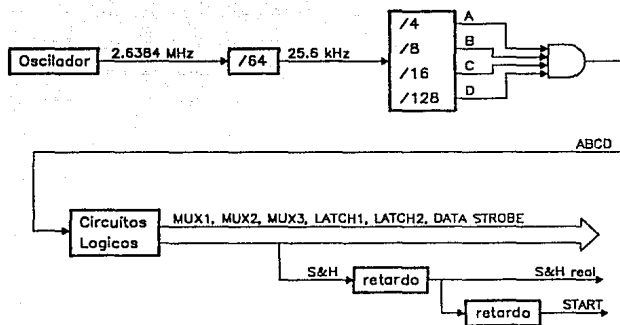 /4
A
Oscilador
2.6384 MHz
/64
25.6 kHz
/8
B
/16
C
/128
D
ABCD
Circuitos
Logicos
MUX1, MUX2, MUX3, LATCH1, LATCH2, DATA STROBE
S&H
retardo
S&H real
retardo
START